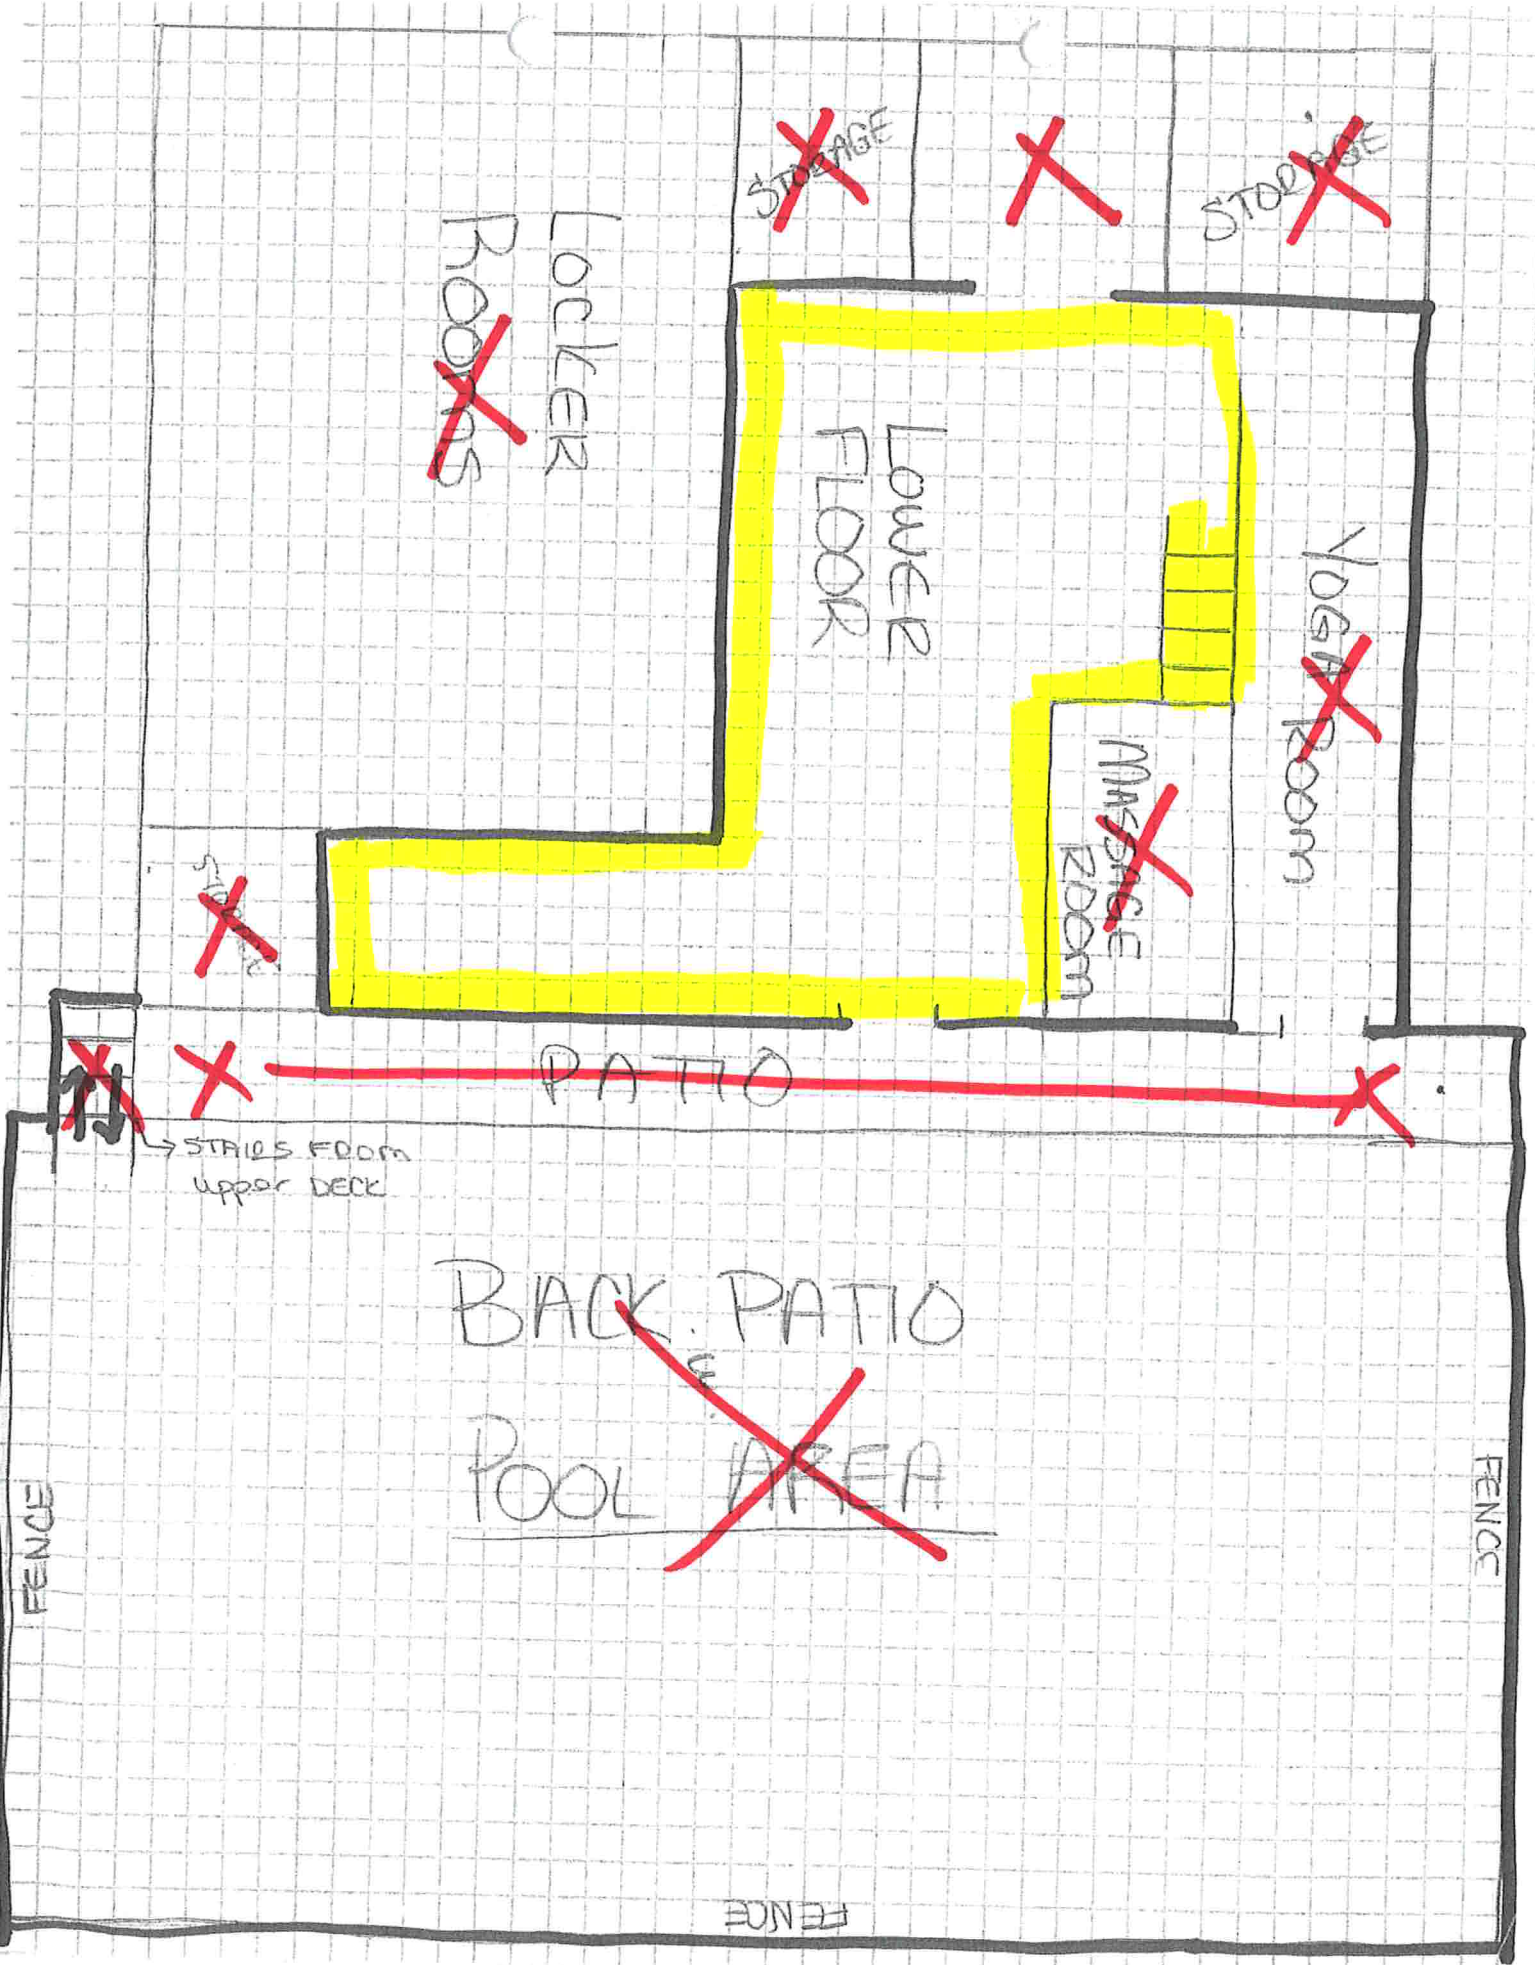 STORAGE
STORAGE
LOCKER
ROOMS
LOWER
FLOOR
YOGA ROOM
MASSAGE
ROOM
STORAGE
PATIO
STAIRS FROM
upper DECK
BACK PATIO
&
POOL AREA
FENCE
FENCE
FENCE